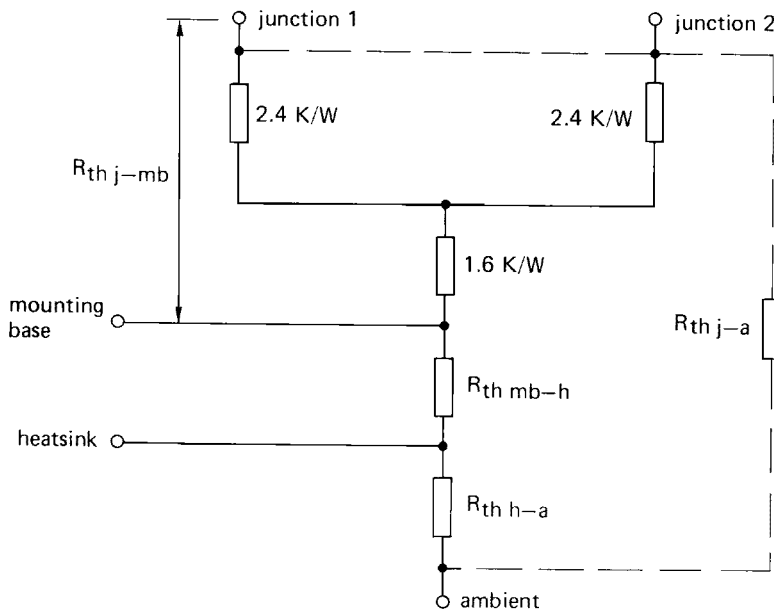 junction 1
junction 2
2.4 K/W
2.4 K/W
Rth j–mb
1.6 K/W
mounting
base
Rth j–a
Rth mb–h
heatsink
Rth h–a
ambient